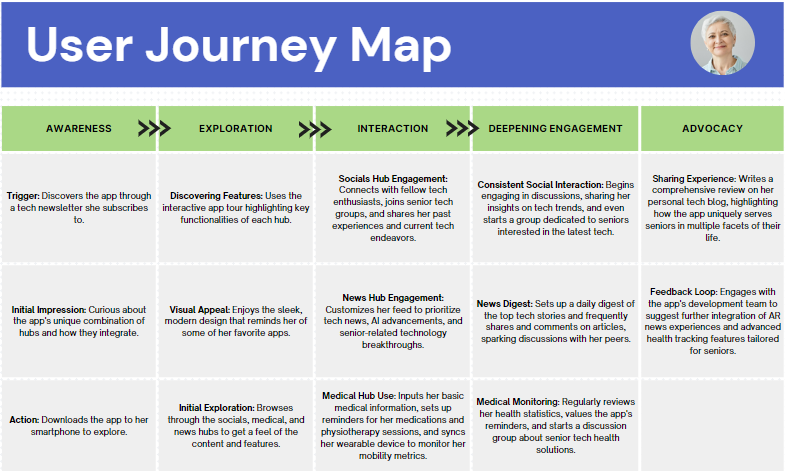 User Journey Map
AWARENESS
EXPLORATION
INTERACTION
DEEPENING ENGAGEMENT
ADVOCACY
Trigger: Discovers the app through
a tech newsletter she subscribes
to.
Discovering Features: Uses the
interactive app tour highlighting key
functionalities of each hub.
Socials Hub Engagement:
Connects with fellow tech
enthusiasts, joins senior tech
groups, and shares her past
experiences and current tech
endeavors.
Consistent Social Interaction: Begins
engaging in discussions, sharing her
insights on tech trends, and even
starts a group dedicated to seniors
interested in the latest tech.
Sharing Experience: Writes a
comprehensive review on her
personal tech blog, highlighting
how the app uniquely serves
seniors in multiple facets of their
life.
Initial Impression: Curious about
the app's unique combination of
hubs and how they integrate.
Visual Appeal: Enjoys the sleek,
modern design that reminds her of
some of her favorite apps.
News Hub Engagement:
Customizes her feed to prioritize
tech news, AI advancements, and
senior-related technology
breakthroughs.
News Digest: Sets up a daily digest of
the top tech stories and frequently
shares and comments on articles,
sparking discussions with her peers.
Feedback Loop: Engages with
the app's development team to
suggest further integration of AR
news experiences and advanced
health tracking features tailored
for seniors.
Action: Downloads the app to her
smartphone to explore.
Initial Exploration: Browses
through the socials, medical, and
news hubs to get a feel of the
content and features.
Medical Hub Use: Inputs her basic
medical information, sets up
reminders for her medications and
physiotherapy sessions, and syncs
her wearable device to monitor her
mobility metrics.
Medical Monitoring: Regularly reviews
her health statistics, values the app's
reminders, and starts a discussion
group about senior tech health
solutions.